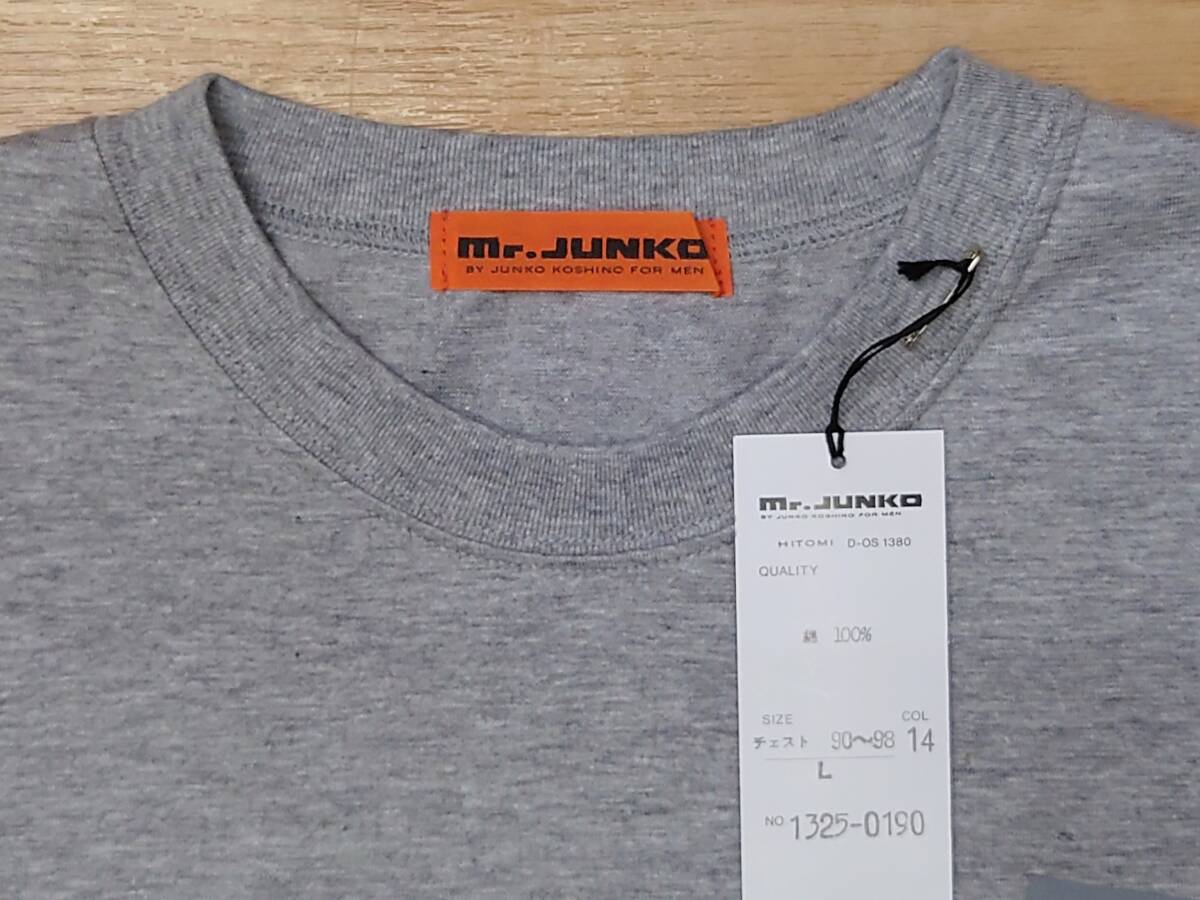 mr.JUNKO
BY JUNKO KOSHINO FOR MEN
mr.JUNKO
BY JUNKO KOSHINO FOR MEN
HITOMI D-OS 1380
QUALITY
綿 100%
SIZE COL
チェスト 90〜98 14
L
NO 1325-0190